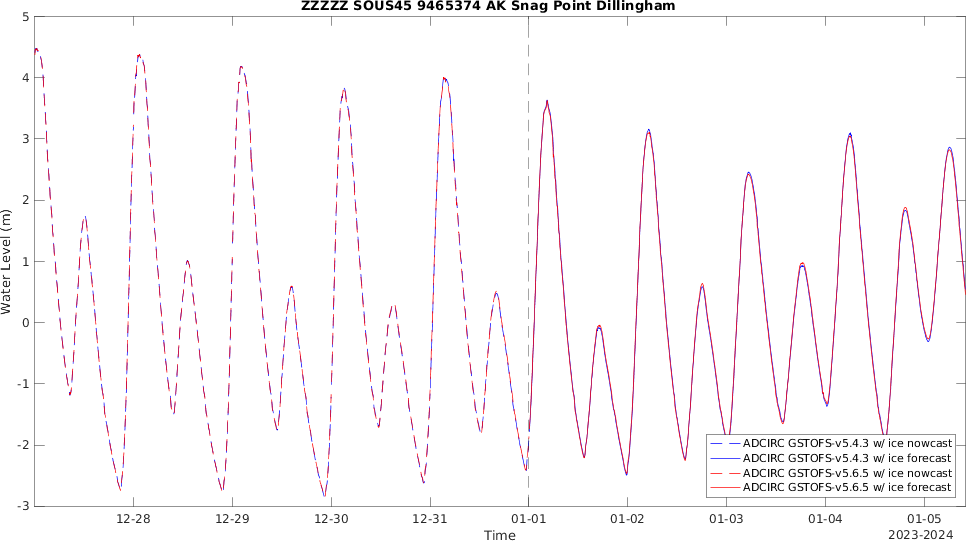 ZZZZZ SOUS45 9465374 AK Snag Point Dillingham
5
4
3
2
1
0
-1
-2
-3
Water Level (m)
ADCIRC GSTOFS-v5.4.3 w/ ice nowcast
ADCIRC GSTOFS-v5.4.3 w/ ice forecast
ADCIRC GSTOFS-v5.6.5 w/ ice nowcast
ADCIRC GSTOFS-v5.6.5 w/ ice forecast
12-28 12-29 12-30 12-31 01-01 01-02 01-03 01-04 01-05
Time
2023-2024